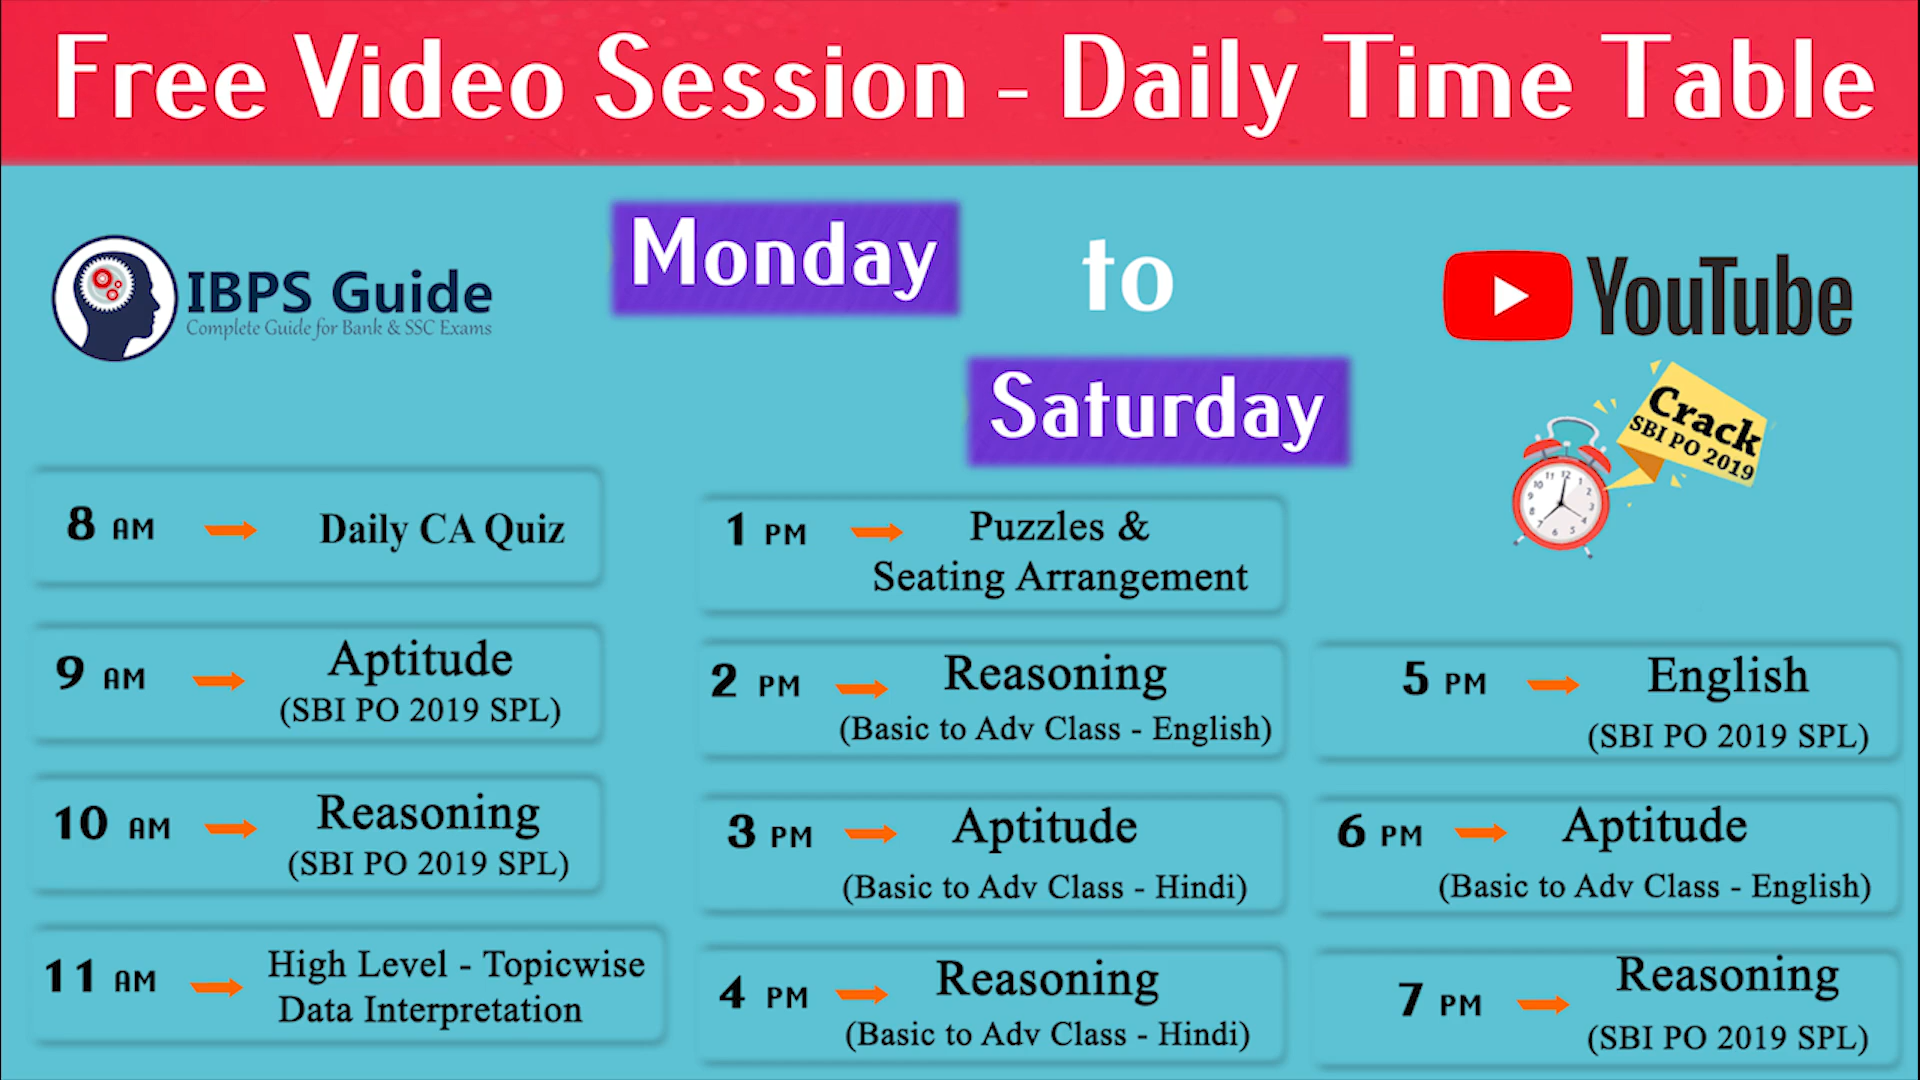 Free Video Session - Daily Time Table
IBPS Guide
Complete Guide for Bank & SSC Exams
Monday to
Saturday
YouTube
Crack
SBI PO 2019
8 AM Daily CA Quiz
9 AM Aptitude
(SBI PO 2019 SPL)
10 AM Reasoning
(SBI PO 2019 SPL)
11 AM High Level - Topicwise
Data Interpretation
1 PM Puzzles &
Seating Arrangement
2 PM Reasoning
(Basic to Adv Class - English)
3 PM Aptitude
(Basic to Adv Class - Hindi)
4 PM Reasoning
(Basic to Adv Class - Hindi)
5 PM English
(SBI PO 2019 SPL)
6 PM Aptitude
(Basic to Adv Class - English)
7 PM Reasoning
(SBI PO 2019 SPL)